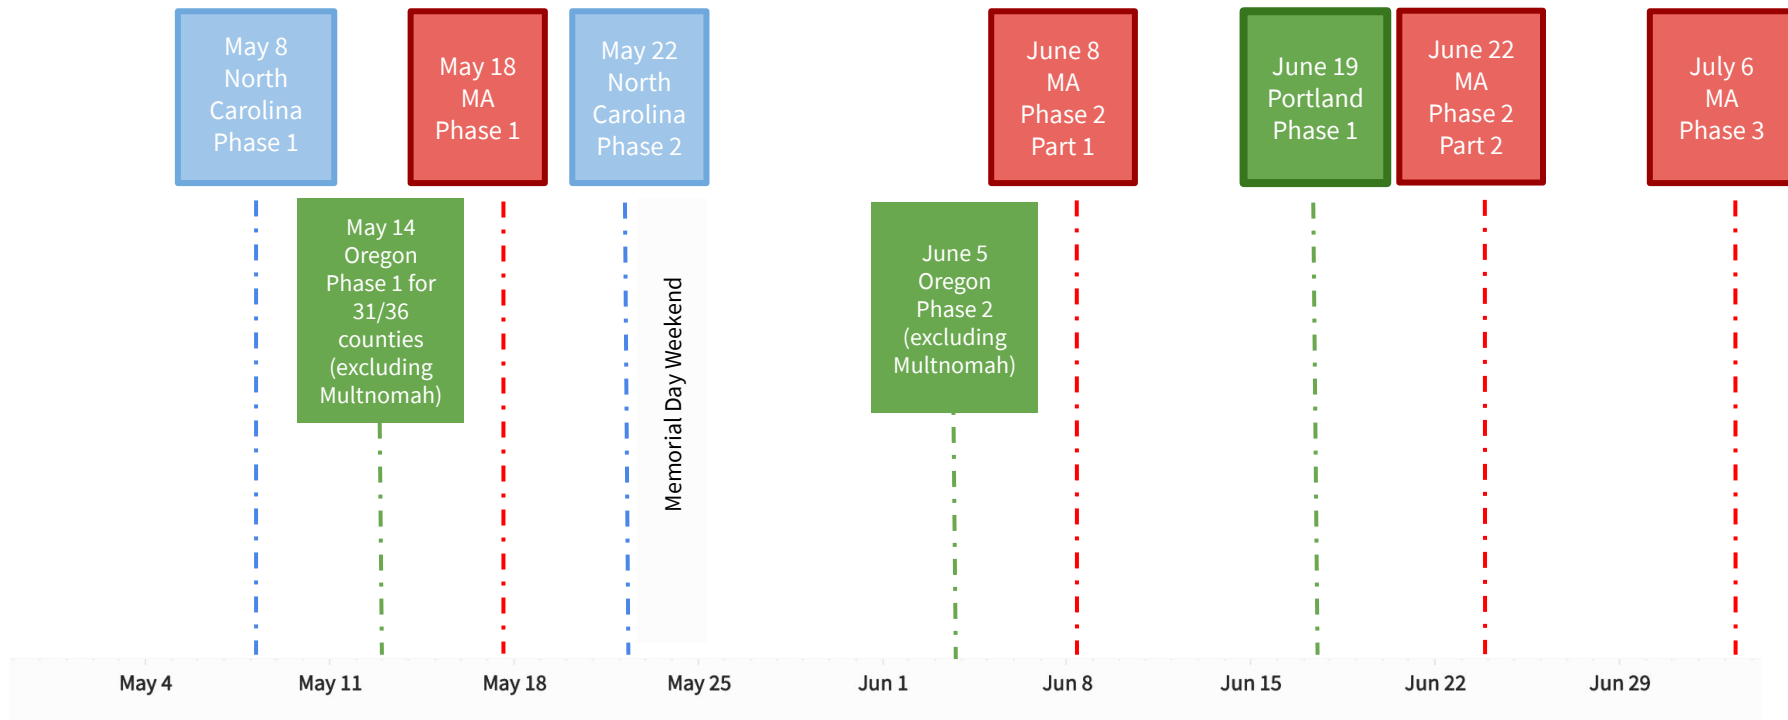 May 8
North
Carolina
Phase 1
May 18
MA
Phase 1
May 22
North
Carolina
Phase 2
June 8
MA
Phase 2
Part 1
June 19
Portland
Phase 1
June 22
MA
Phase 2
Part 2
July 6
MA
Phase 3
May 14
Oregon
Phase 1 for
31/36
counties
(excluding
Multnomah)
Memorial Day Weekend
June 5
Oregon
Phase 2
(excluding
Multnomah)
May 4
May 11
May 18
May 25
Jun 1
Jun 8
Jun 15
Jun 22
Jun 29